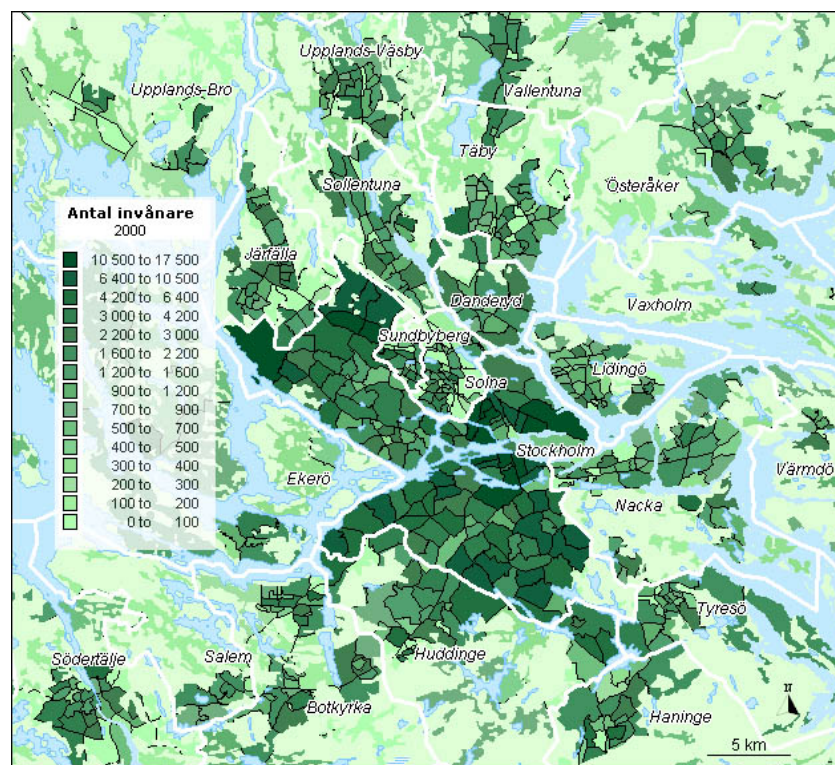 Upplands-Väsby
Upplands-Bro
Vallentuna
Täby
Sollentuna
Österåker
Antal invånare
2000
10 500 to 17 500
6 400 to 10 500
4 200 to 6 400
3 000 to 4 200
2 200 to 3 000
1 600 to 2 200
1 200 to 1 600
900 to 1 200
700 to 900
500 to 700
400 to 500
300 to 400
200 to 300
100 to 200
0 to 100
Järfälla
Danderyd
Vaxholm
Sundbyberg
Lidingö
Solna
Stockholm
Ekerö
Värmdö
Nacka
Tyresö
Södertälje
Salem
Huddinge
Botkyrka
Haninge
N
5 km